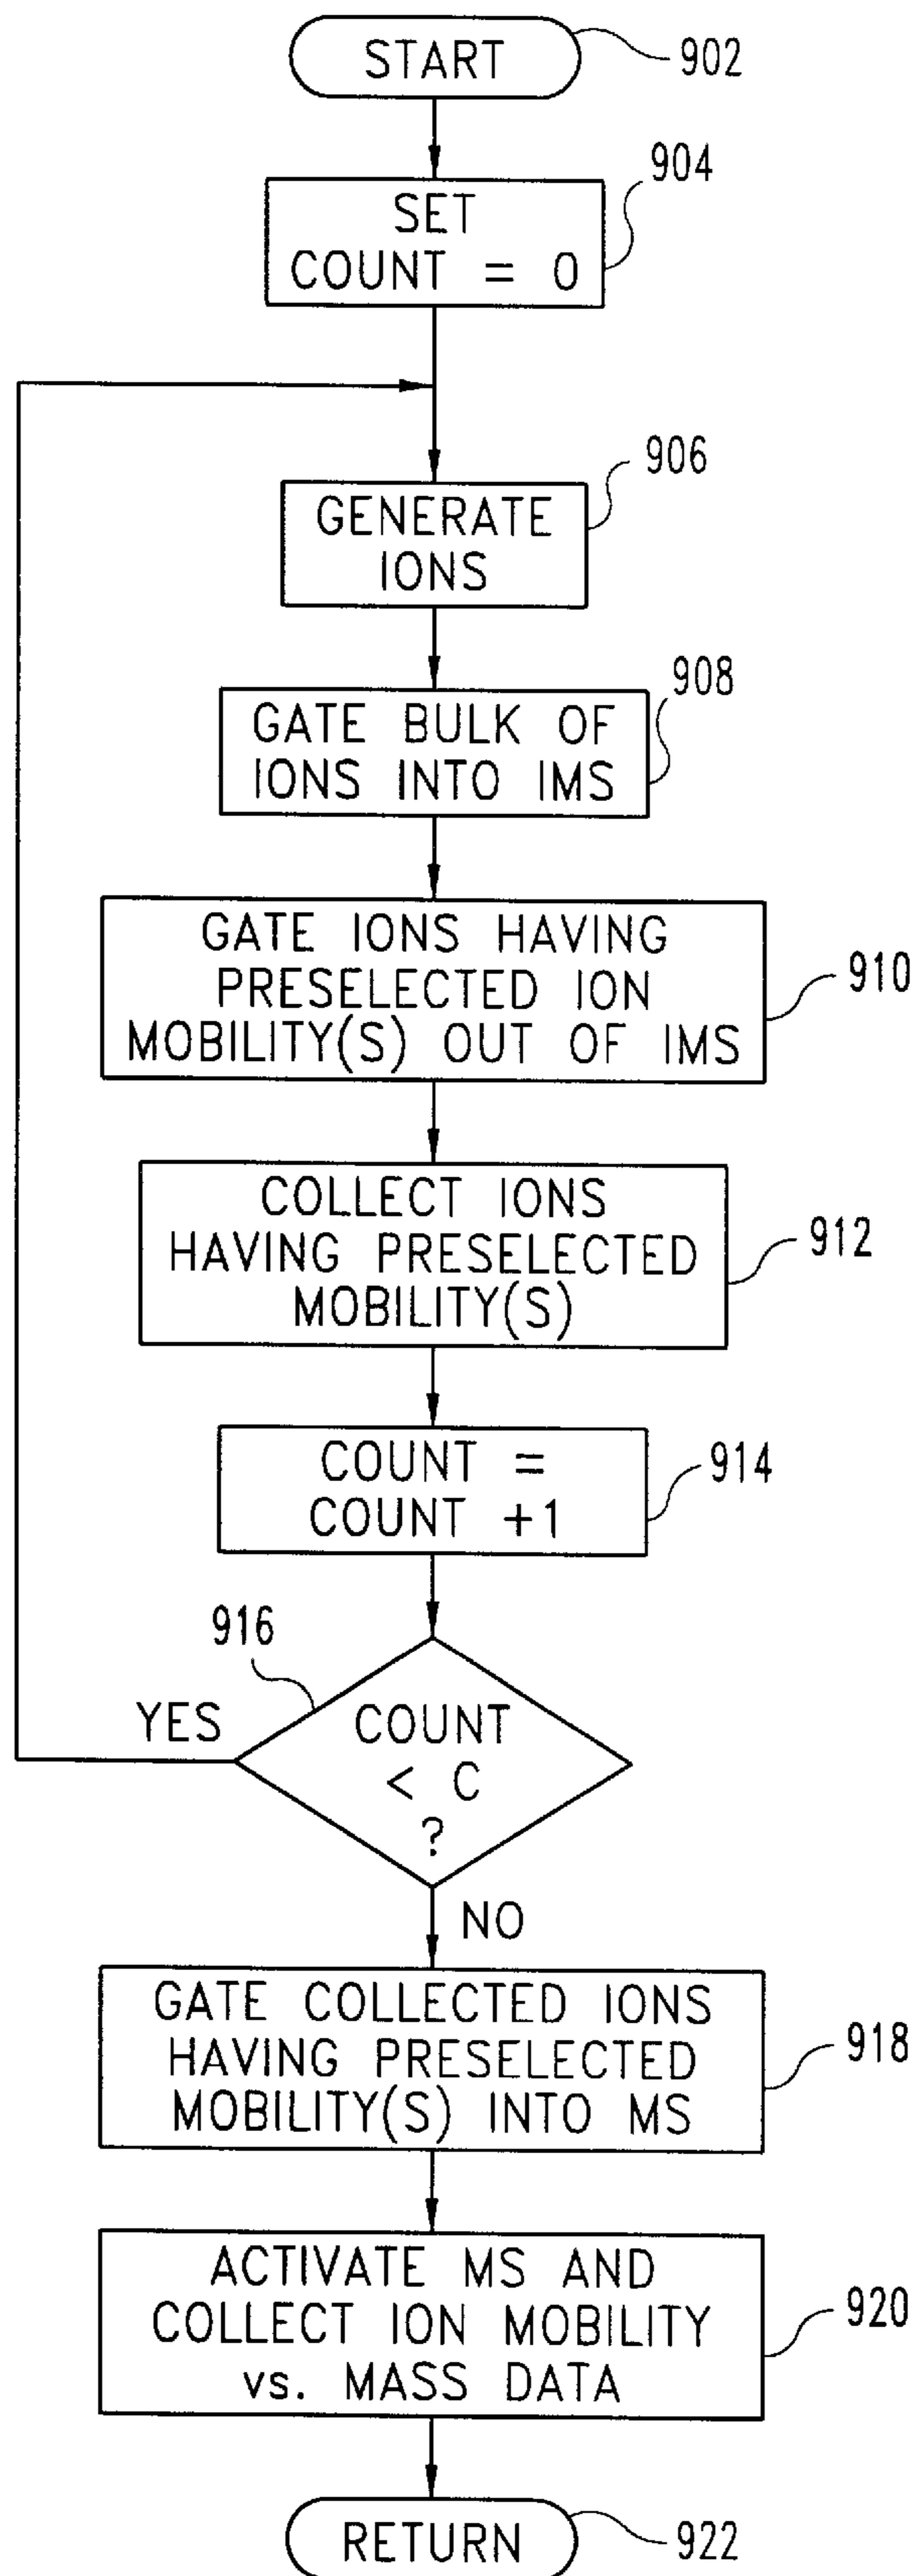 START
902
904
SET
COUNT = 0
906
GENERATE
IONS
908
GATE BULK OF
IONS INTO IMS
GATE IONS HAVING
PRESELECTED ION
MOBILITY(S) OUT OF IMS
910
COLLECT IONS
HAVING PRESELECTED
MOBILITY(S)
912
COUNT =
COUNT +1
914
916
YES
COUNT
< C
?
NO
GATE COLLECTED IONS
HAVING PRESELECTED
MOBILITY(S) INTO MS
918
ACTIVATE MS AND
COLLECT ION MOBILITY
vs. MASS DATA
920
RETURN
922